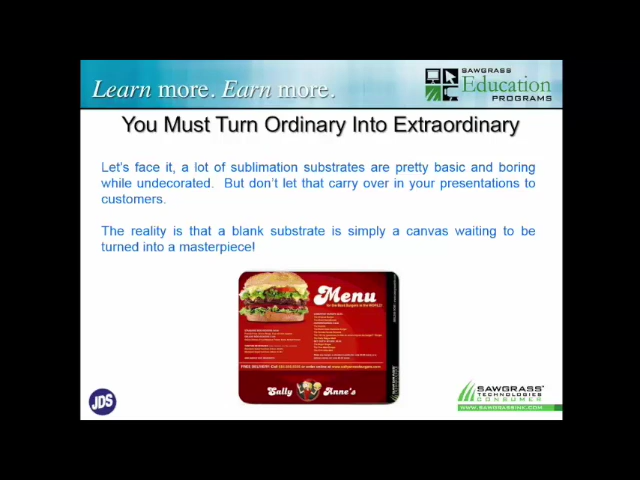 Learn more. Earn more.
SAWGRASS
Education
PROGRAMS
You Must Turn Ordinary Into Extraordinary
Let's face it, a lot of sublimation substrates are pretty basic and boring
while undecorated. But don't let that carry over in your presentations to
customers.
The reality is that a blank substrate is simply a canvas waiting to be
turned into a masterpiece!
Menu
Sally Anne's
JDS
SAWGRASS
TECHNOLOGIES
CONSUMER
WWW.SAWGRASSINK.COM